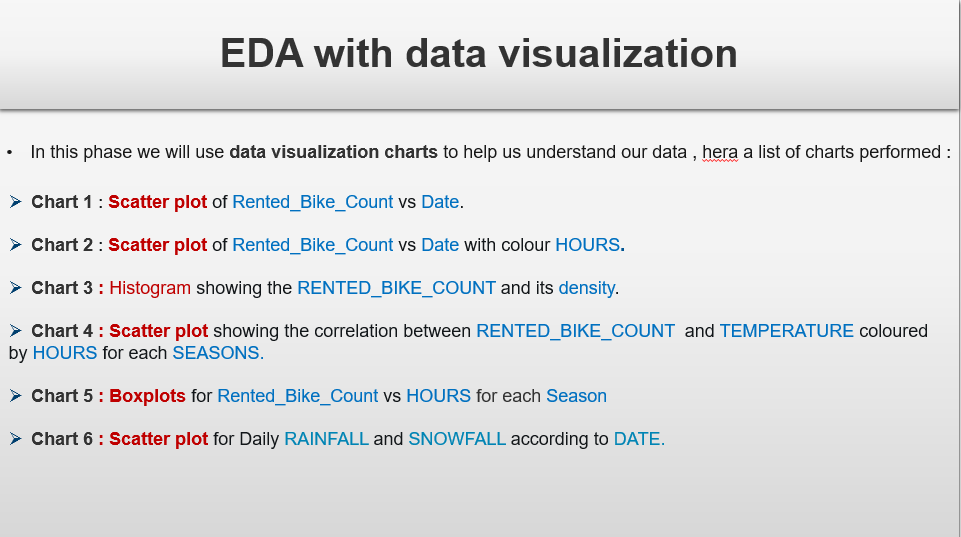 EDA with data visualization
• In this phase we will use data visualization charts to help us understand our data , hera a list of charts performed :
➢ Chart 1 : Scatter plot of Rented_Bike_Count vs Date.
➢ Chart 2 : Scatter plot of Rented_Bike_Count vs Date with colour HOURS.
➢ Chart 3 : Histogram showing the RENTED_BIKE_COUNT and its density.
➢ Chart 4 : Scatter plot showing the correlation between RENTED_BIKE_COUNT and TEMPERATURE coloured
by HOURS for each SEASONS.
➢ Chart 5 : Boxplots for Rented_Bike_Count vs HOURS for each Season
➢ Chart 6 : Scatter plot for Daily RAINFALL and SNOWFALL according to DATE.